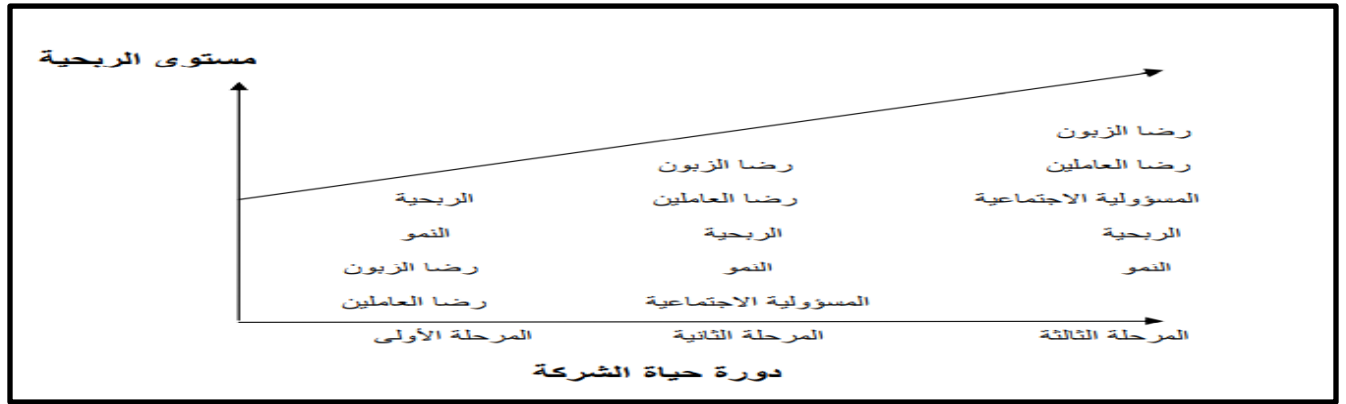 مستوى الربحية
رضا الزبون
رضا العاملين
المسؤولية الاجتماعية
الربحية
النمو
رضا الزبون
رضا العاملين
الربحية
النمو
المسؤولية الاجتماعية
الربحية
النمو
رضا الزبون
رضا العاملين
المرحلة الأولى
المرحلة الثانية
المرحلة الثالثة
دورة حياة الشركة